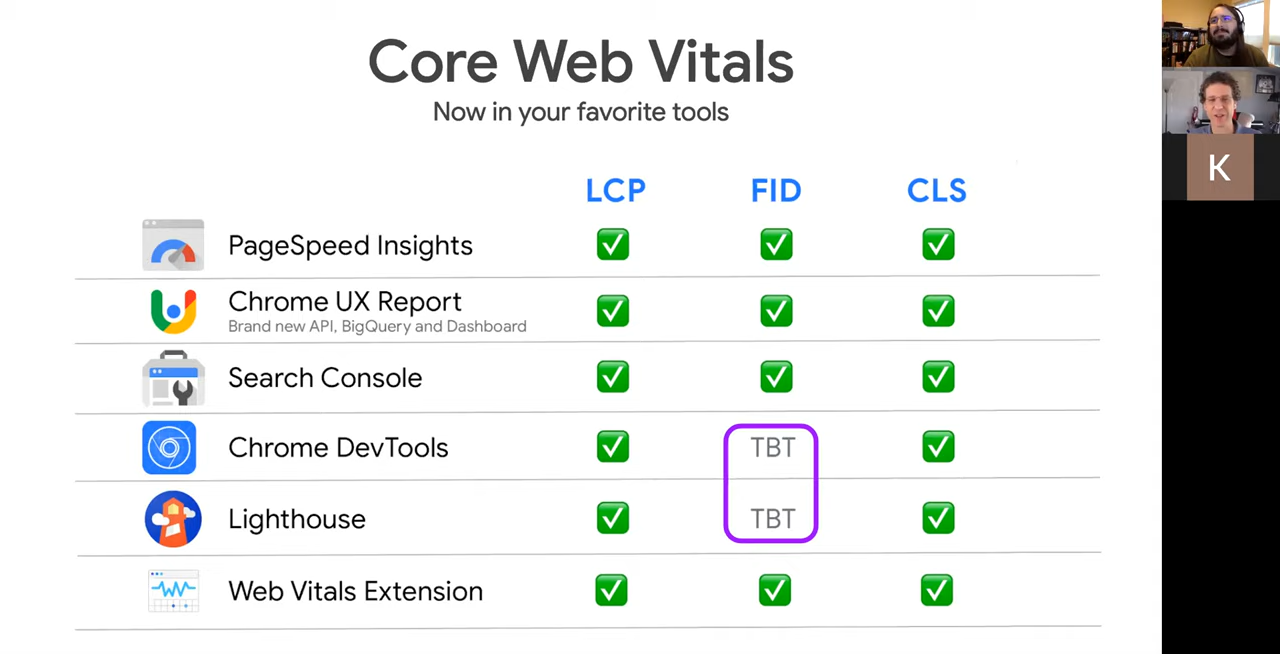 Core Web Vitals
Now in your favorite tools
LCP FID CLS
PageSpeed Insights
Chrome UX Report
Brand new API, BigQuery and Dashboard
Search Console
Chrome DevTools TBT
Lighthouse TBT
Web Vitals Extension
K